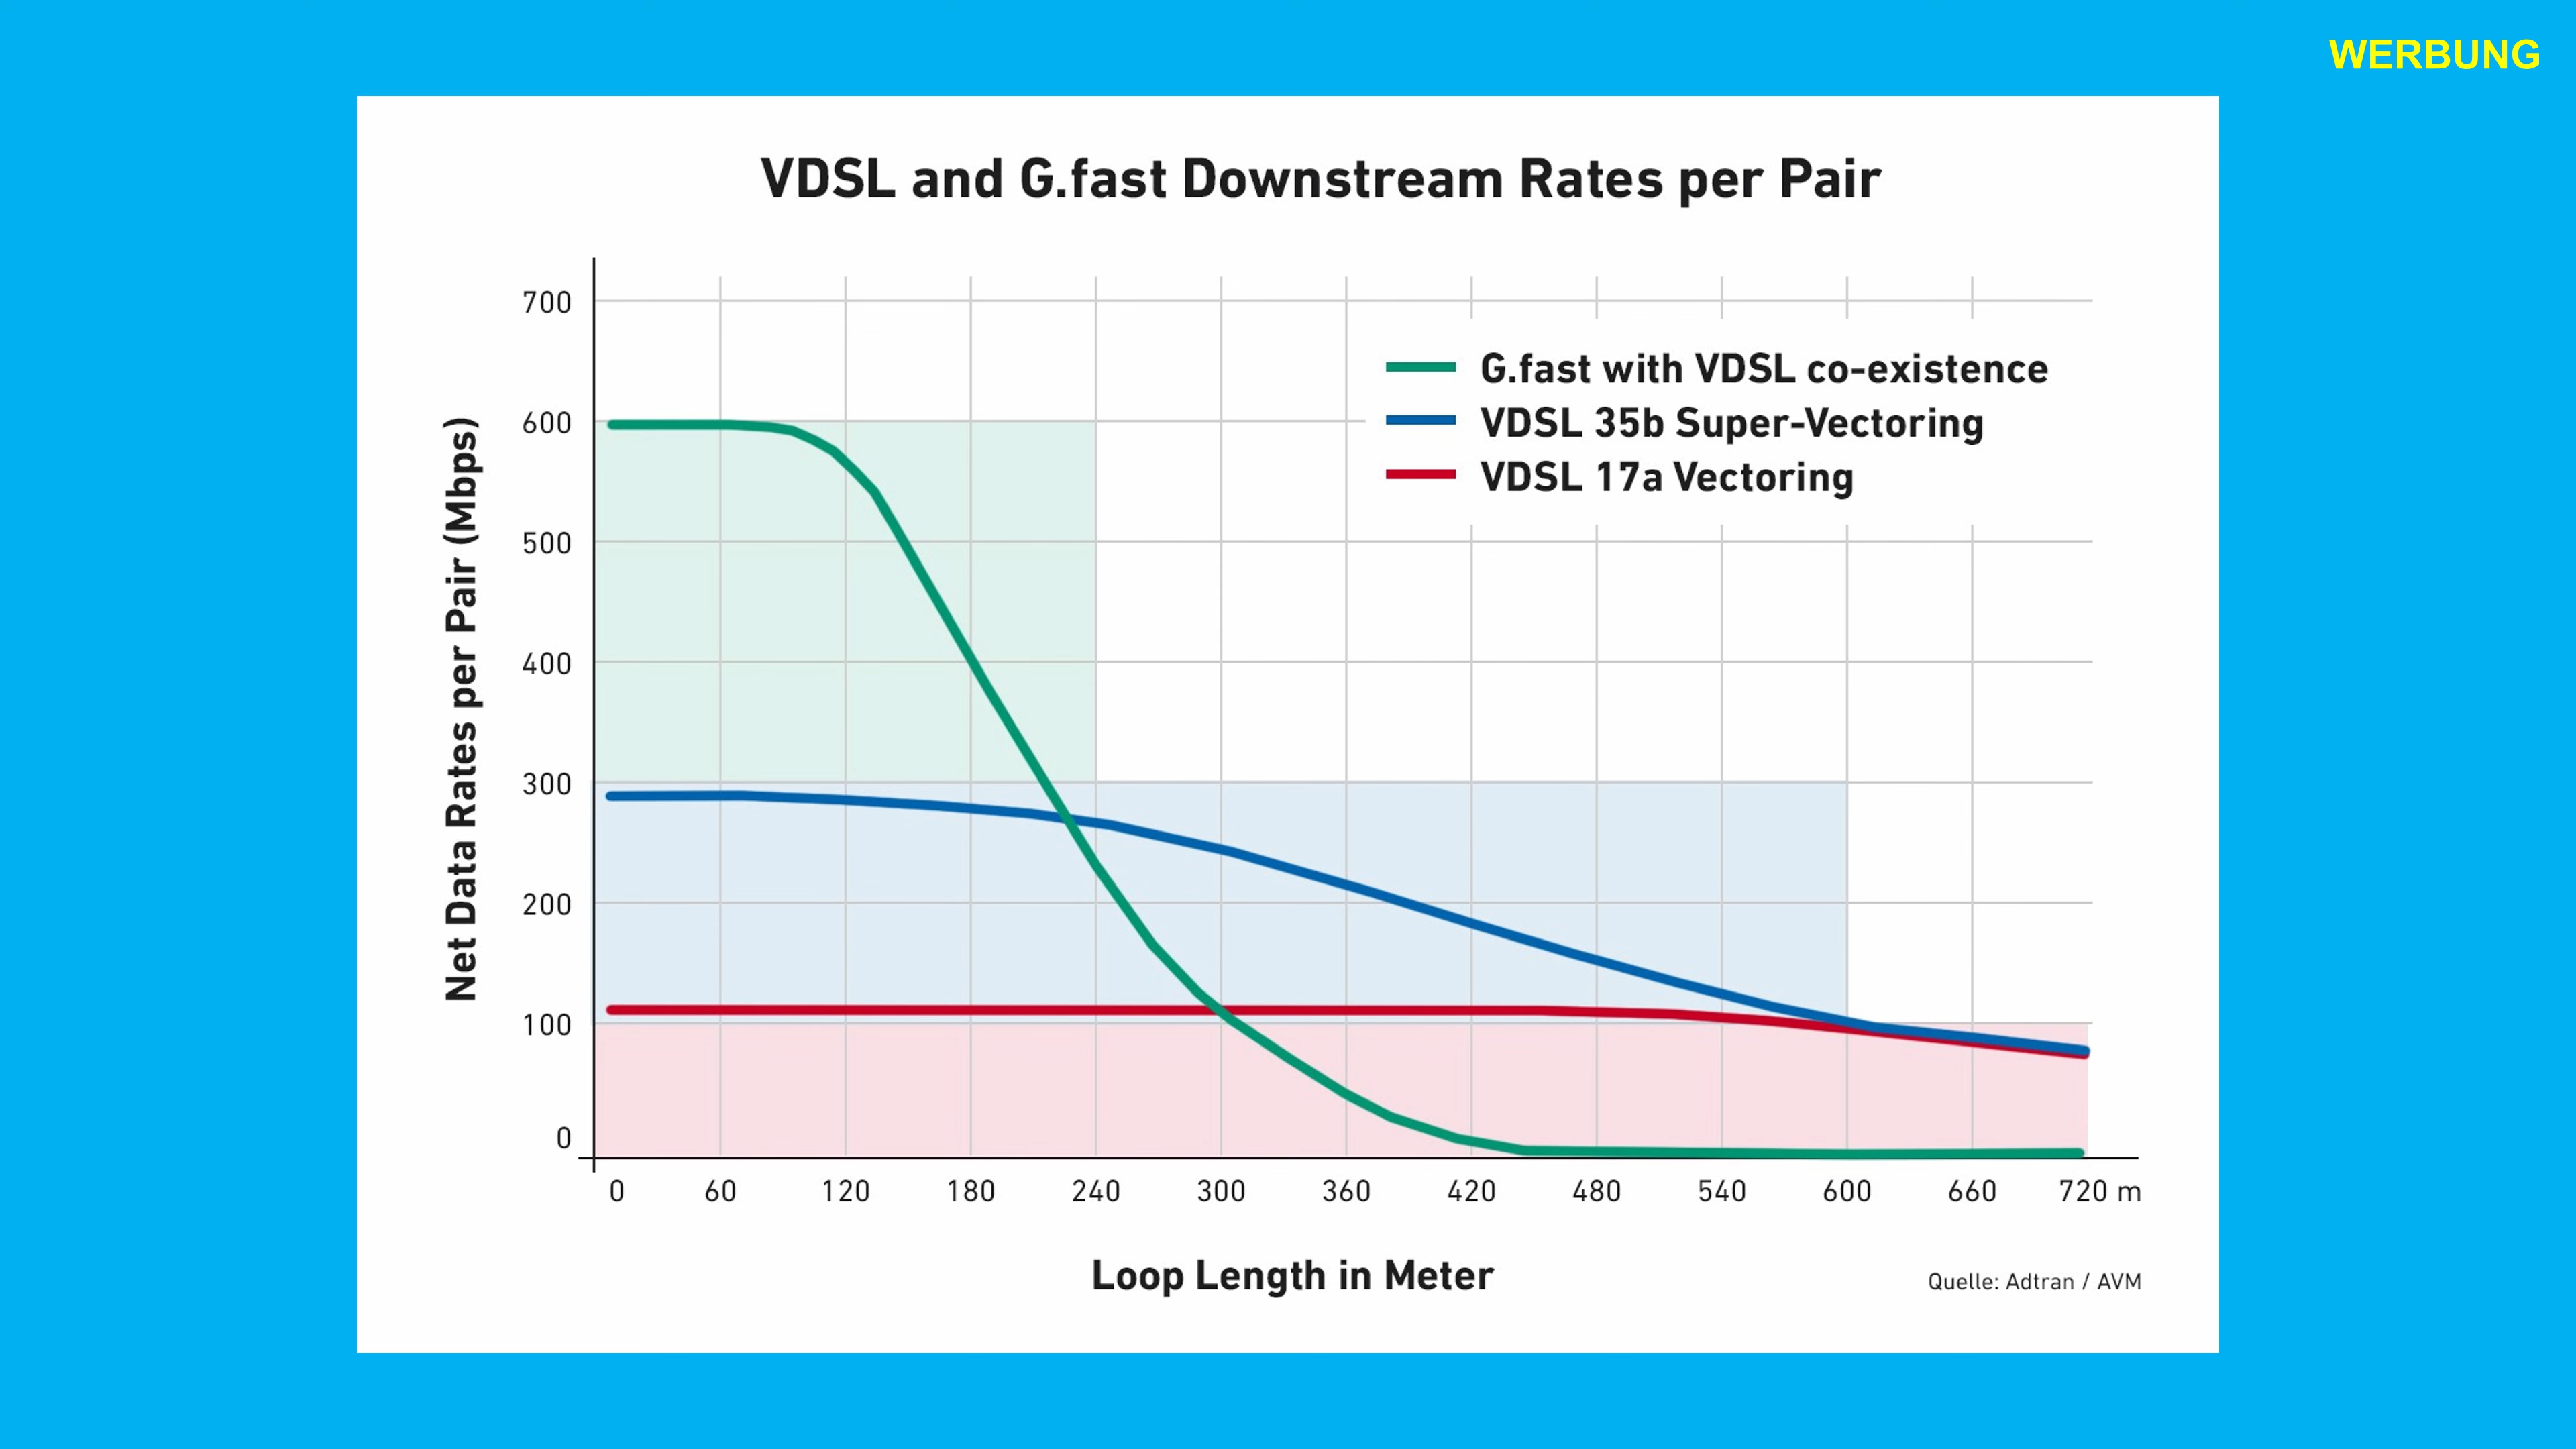 WERBUNG
VDSL and G.fast Downstream Rates per Pair
Net Data Rates per Pair (Mbps)
700
600
500
400
300
200
100
0
G.fast with VDSL co-existence
VDSL 35b Super-Vectoring
VDSL 17a Vectoring
0 60 120 180 240 300 360 420 480 540 600 660 720 m
Loop Length in Meter
Quelle: Adtran / AVM